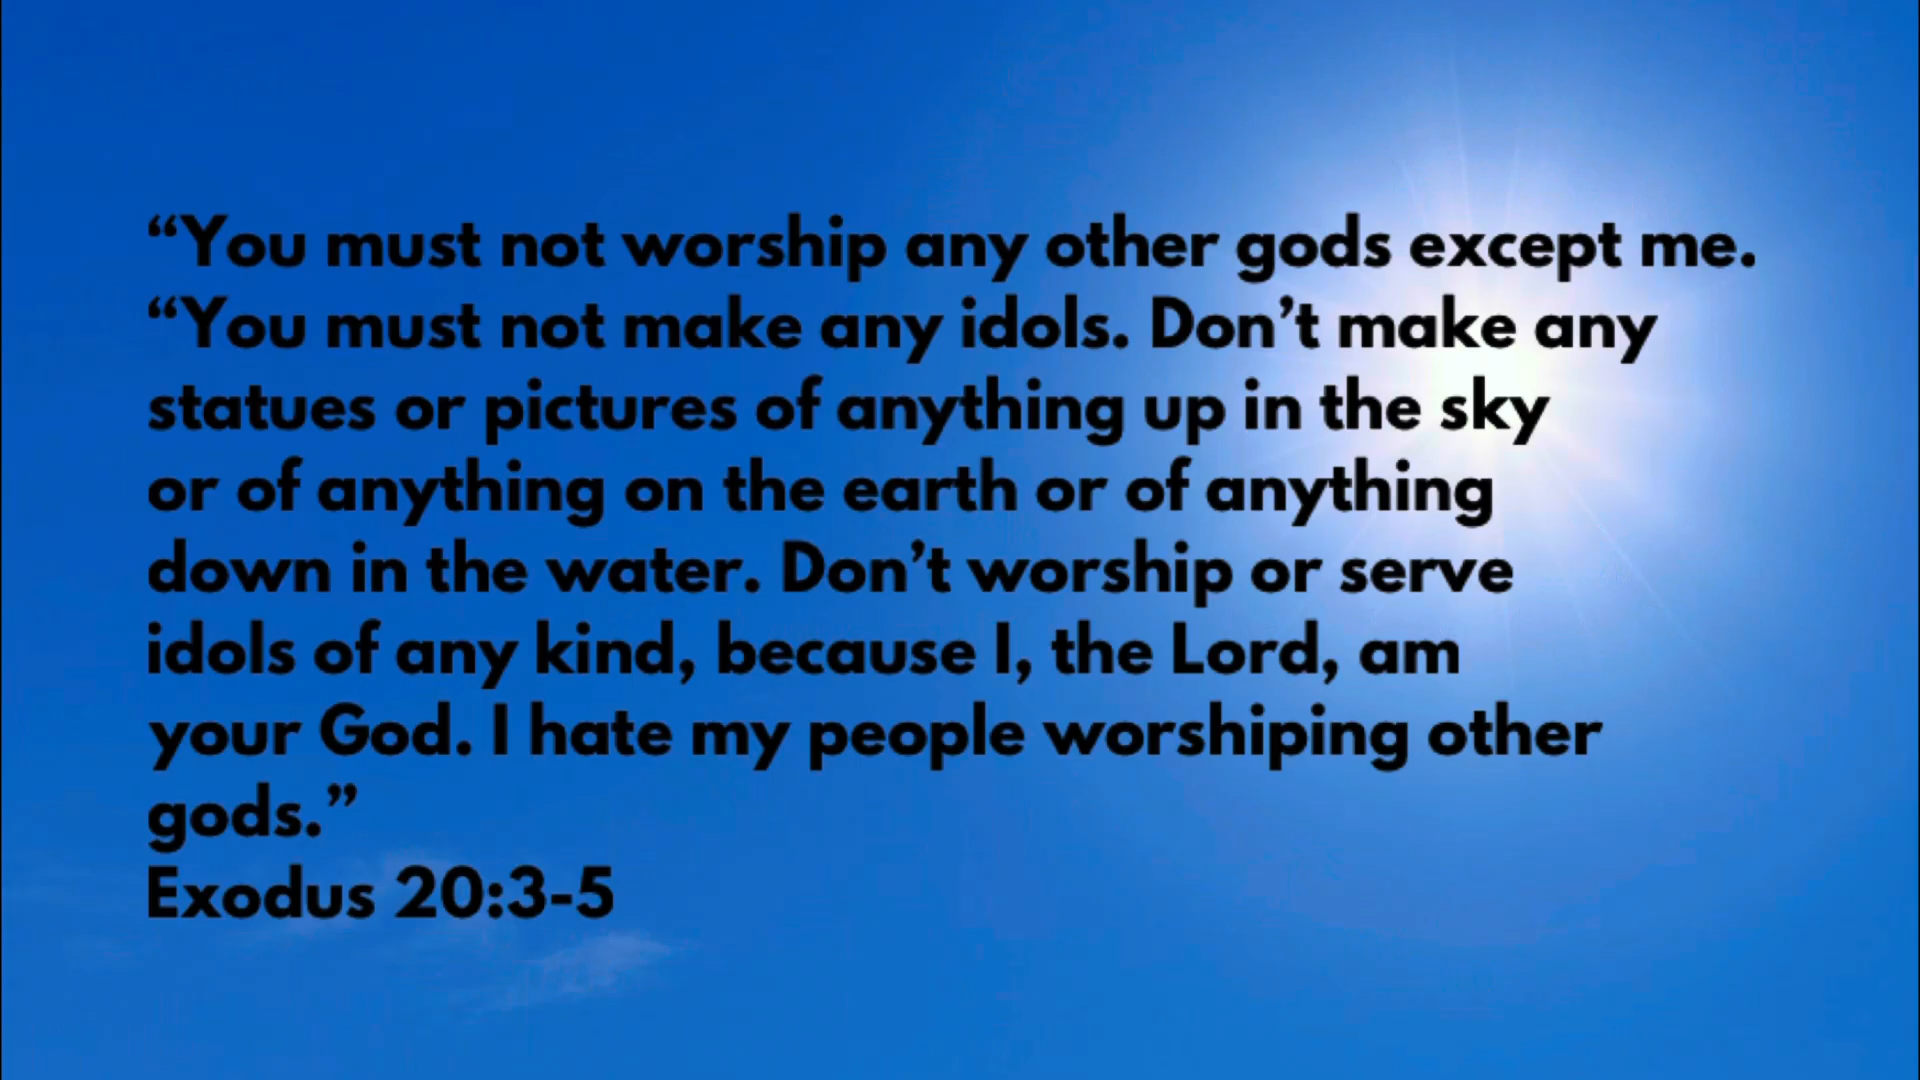 “You must not worship any other gods except me.
“You must not make any idols. Don’t make any
statues or pictures of anything up in the sky
or of anything on the earth or of anything
down in the water. Don’t worship or serve
idols of any kind, because I, the Lord, am
your God. I hate my people worshiping other
gods.”
Exodus 20:3-5